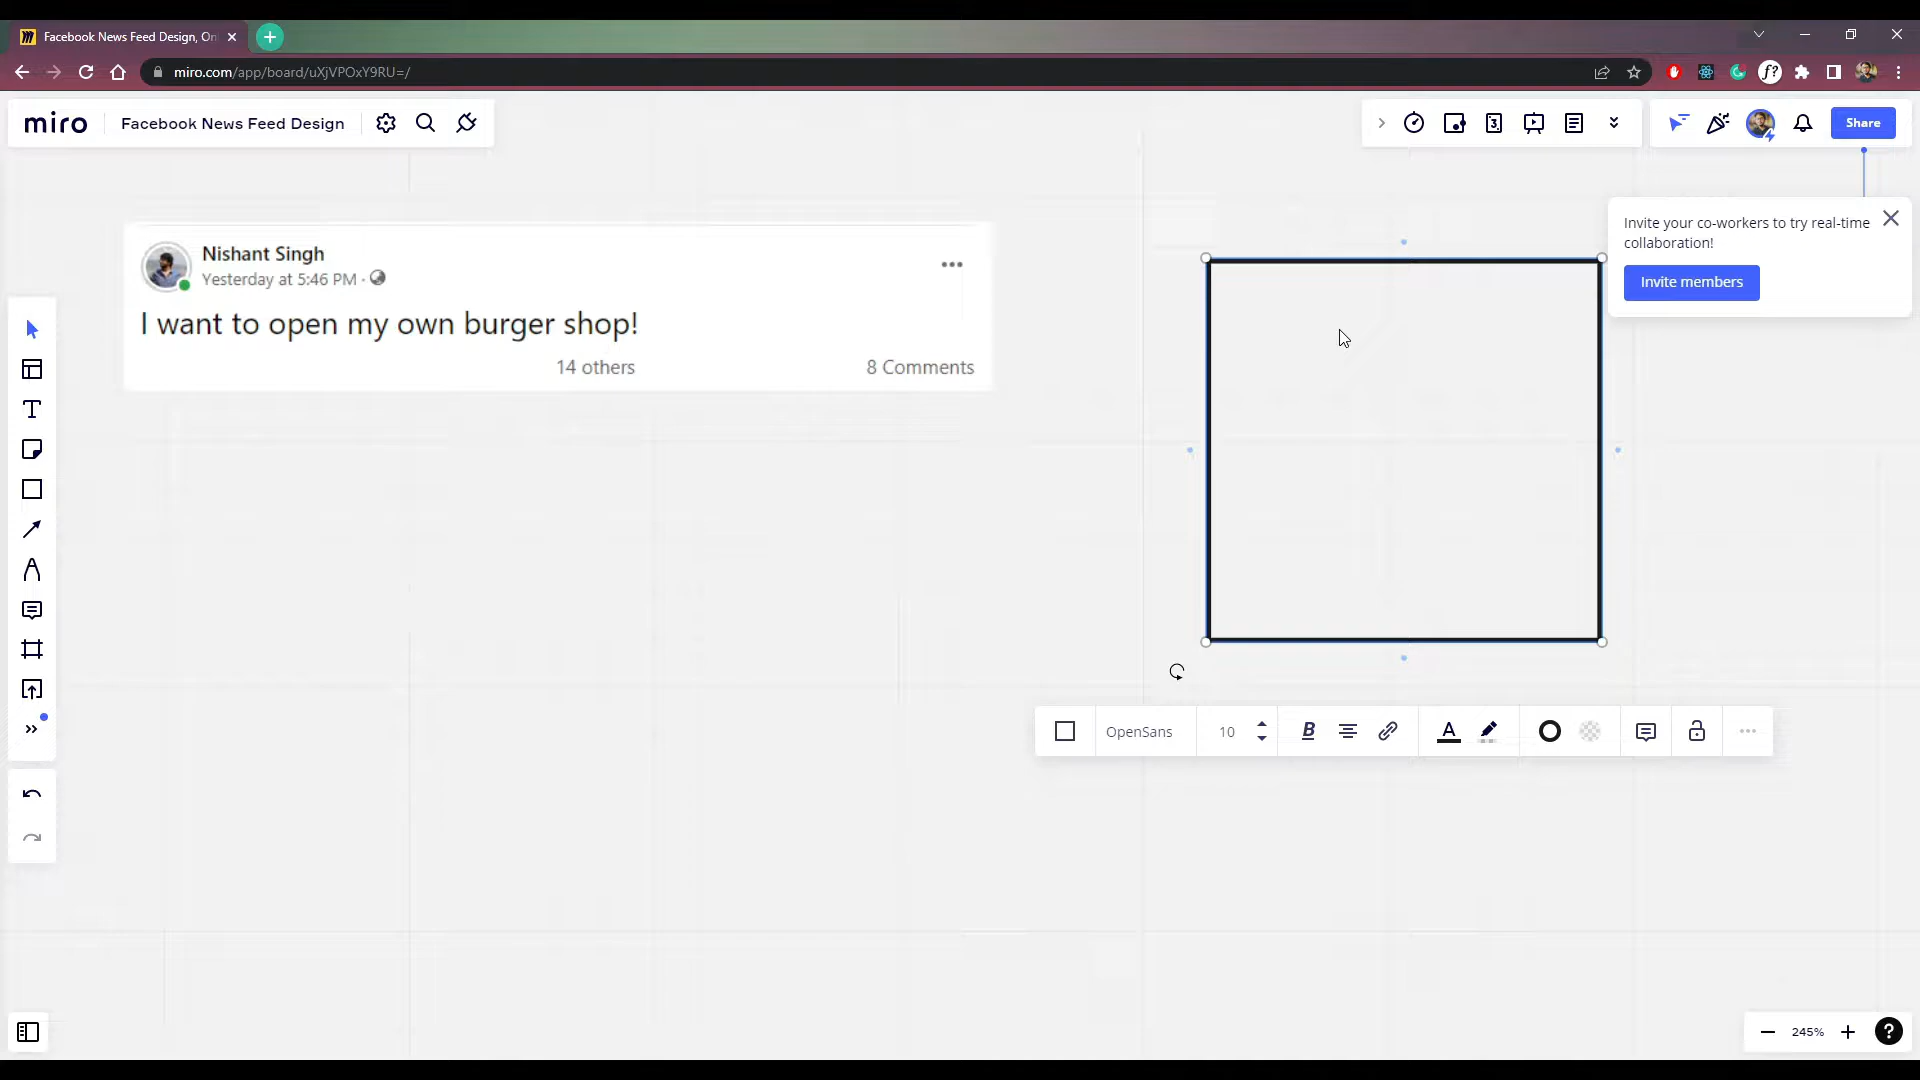 Facebook News Feed Design, On
miro.com/app/board/uXjVPOxY9RU=/
miro
Facebook News Feed Design
Share
Invite your co-workers to try real-time
collaboration!
Invite members
Nishant Singh
Yesterday at 5:46 PM ·
I want to open my own burger shop!
14 others
8 Comments
OpenSans
10
B
A
245%